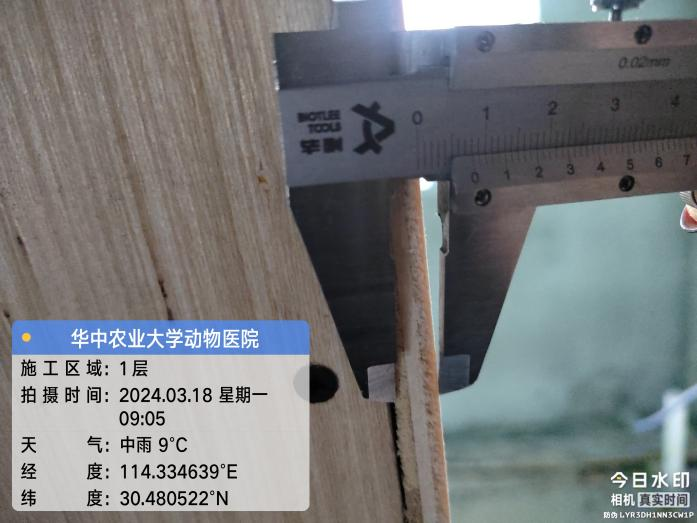 0.02mm
0 1 2 3 4
TOOLS
0 1 2 3 4 5 6 7
华中农业大学动物医院
施工区域：1层
拍摄时间：2024.03.18 星期一
09:05
天气：中雨 9°C
经度：114.334639°E
纬度：30.480522°N
今日水印
相机 真实时间
防伪 LYR3DH1NN3CW1P